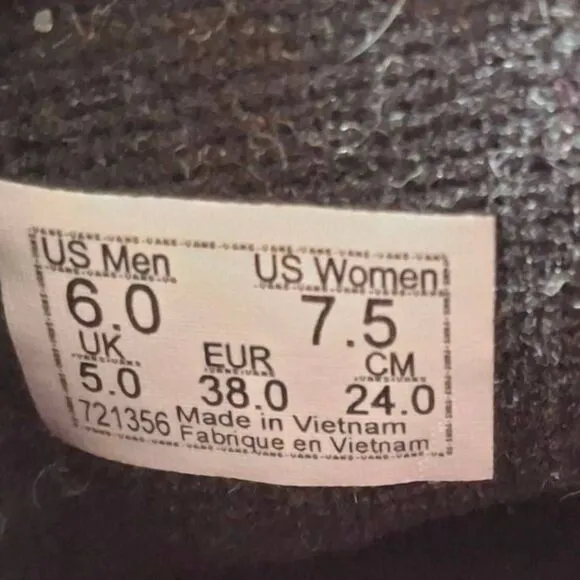 US Men US Women
6.0 7.5
UK EUR CM
5.0 38.0 24.0
721356 Made in Vietnam
Fabrique en Vietnam